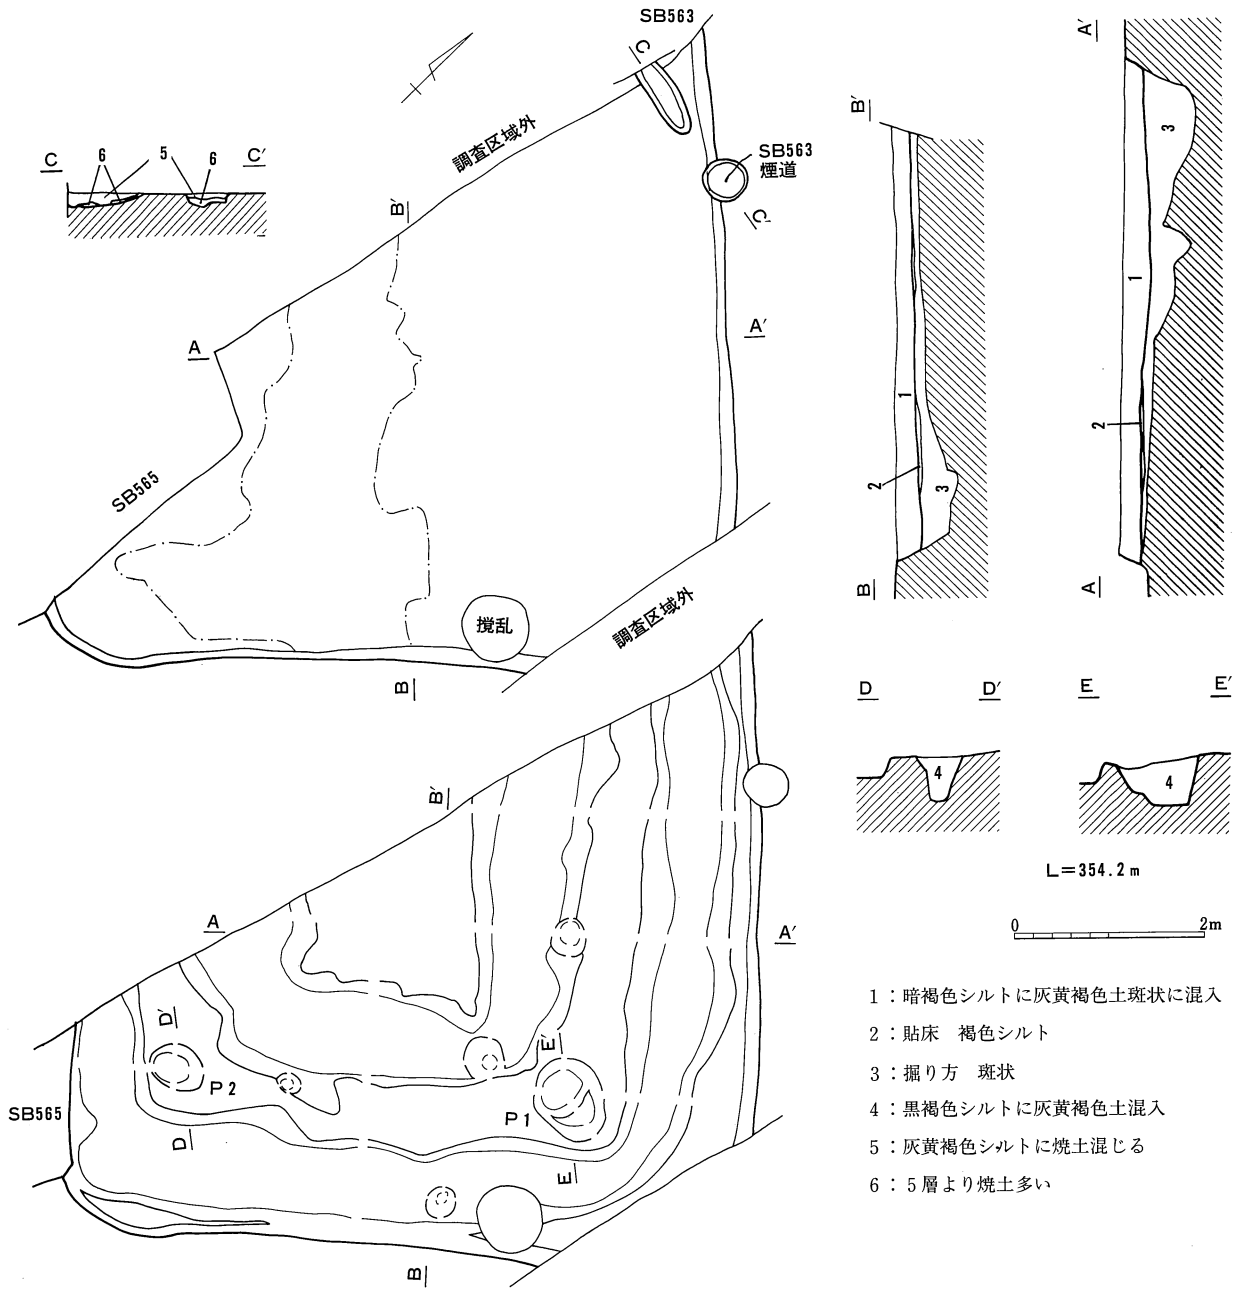 SB563
C
調査区域外
SB563
煙道
C′
C
6
5
6
C′
B′
A
A′
SB565
撹乱
調査区域外
B
B′
1
2
3
B
A′
3
1
2
A
D
D′
4
E
E′
4
L=354.2m
0
2m
B′
A
A′
D′
P2
E′
P1
SB565
D
E
B
1：暗褐色シルトに灰黄褐色土斑状に混入
2：貼床　褐色シルト
3：掘り方　斑状
4：黒褐色シルトに灰黄褐色土混入
5：灰黄褐色シルトに焼土混じる
6：5層より焼土多い